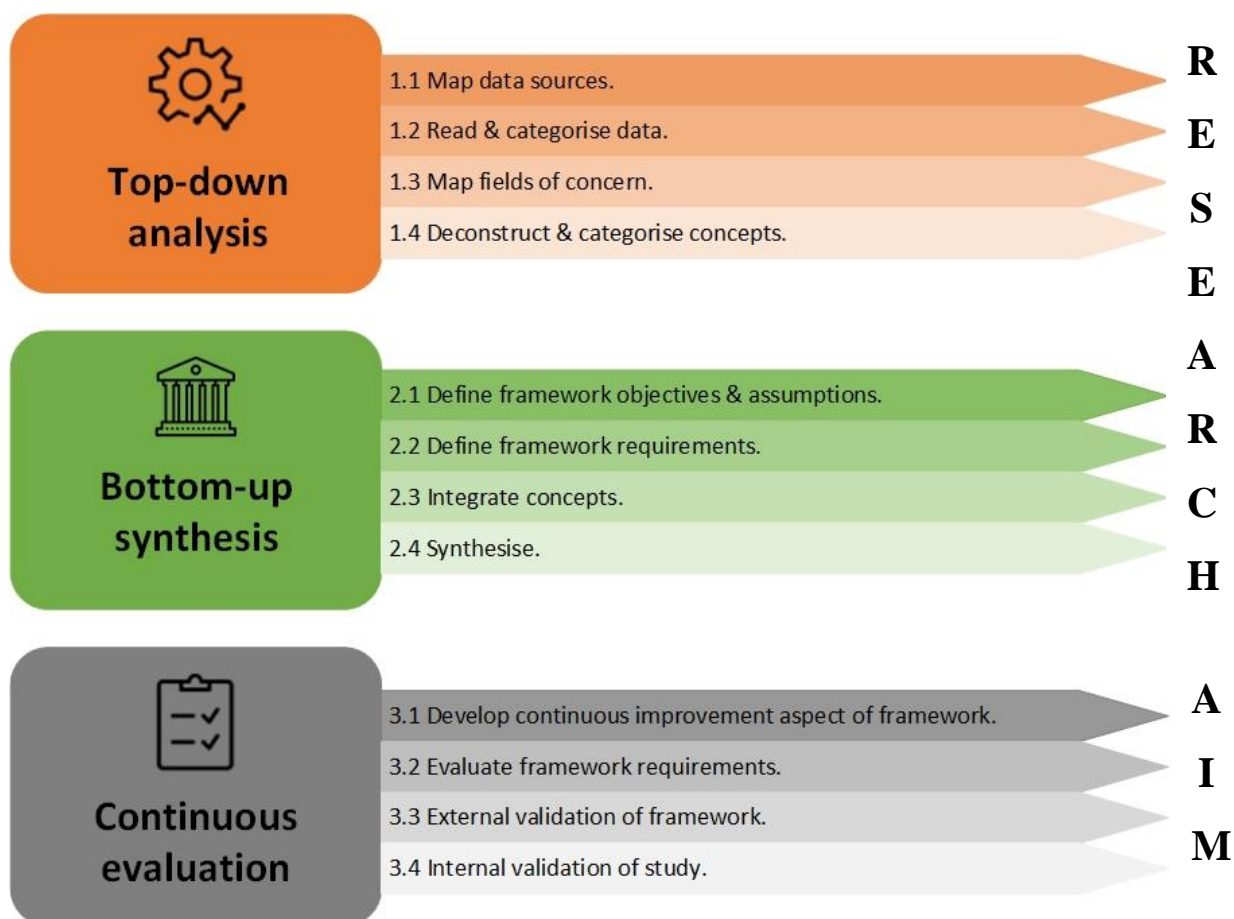 Top-down
analysis
1.1 Map data sources.
1.2 Read & categorise data.
1.3 Map fields of concern.
1.4 Deconstruct & categorise concepts.
Bottom-up
synthesis
2.1 Define framework objectives & assumptions.
2.2 Define framework requirements.
2.3 Integrate concepts.
2.4 Synthesise.
Continuous
evaluation
3.1 Develop continuous improvement aspect of framework.
3.2 Evaluate framework requirements.
3.3 External validation of framework.
3.4 Internal validation of study.
R
E
S
E
A
R
C
H
A
I
M